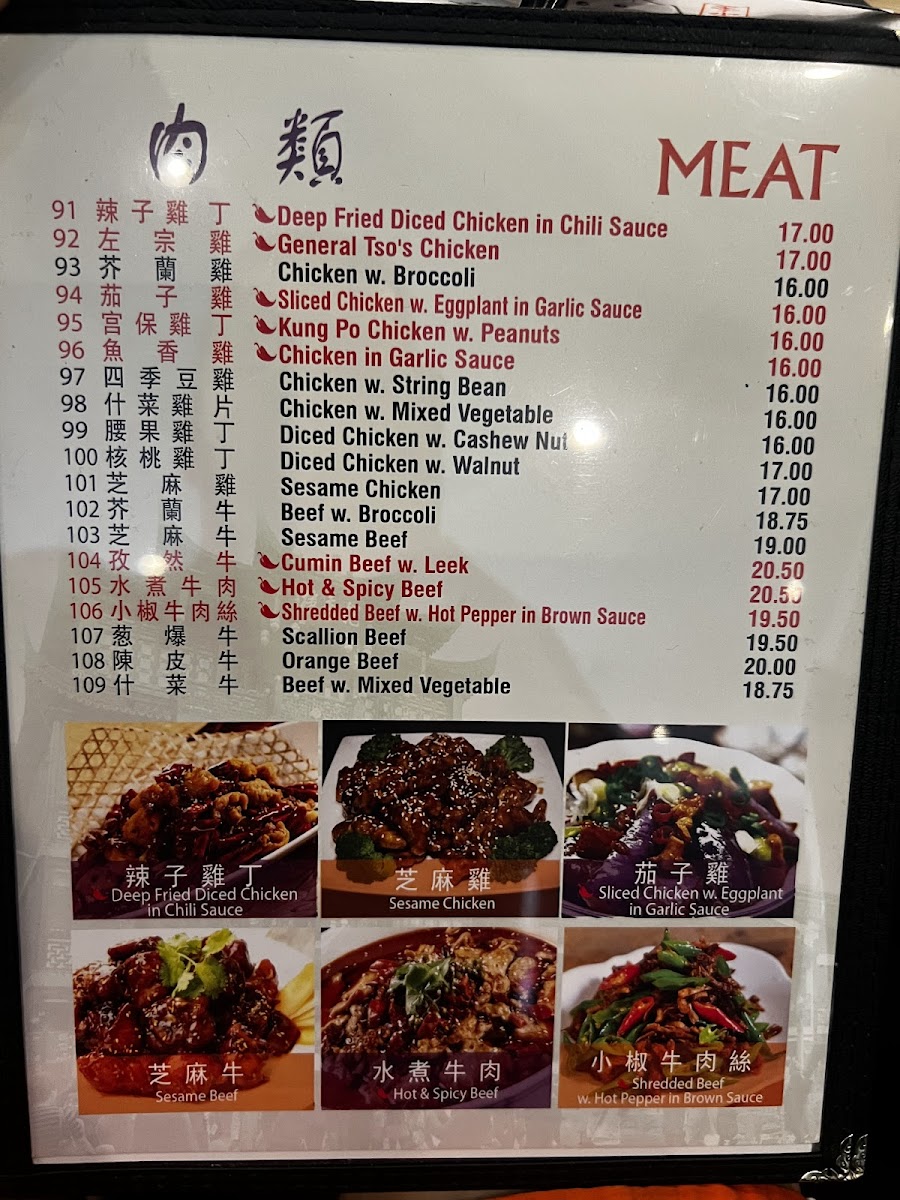 肉類 MEAT
91 辣子雞丁 Deep Fried Diced Chicken in Chili Sauce 17.00
92 左宗雞 General Tso's Chicken 17.00
93 芥蘭雞 Chicken w. Broccoli 16.00
94 茄子雞 Sliced Chicken w. Eggplant in Garlic Sauce 16.00
95 宫保雞丁 Kung Po Chicken w. Peanuts 16.00
96 魚香雞 Chicken in Garlic Sauce 16.00
97 四季豆雞 Chicken w. String Bean 16.00
98 什菜雞片 Chicken w. Mixed Vegetable 16.00
99 腰果雞丁 Diced Chicken w. Cashew Nut 16.00
100 核桃雞丁 Diced Chicken w. Walnut 17.00
101 芝麻雞 Sesame Chicken 17.00
102 芥蘭牛 Beef w. Broccoli 18.75
103 芝麻牛 Sesame Beef 19.00
104 孜然牛 Cumin Beef w. Leek 20.50
105 水煮牛肉 Hot & Spicy Beef 20.50
106 小椒牛肉絲 Shredded Beef w. Hot Pepper in Brown Sauce 19.50
107 葱爆牛 Scallion Beef 19.50
108 陳皮牛 Orange Beef 20.00
109 什菜牛 Beef w. Mixed Vegetable 18.75
辣子雞丁
Deep Fried Diced Chicken
in Chili Sauce
芝麻雞
Sesame Chicken
茄子雞
Sliced Chicken w. Eggplant
in Garlic Sauce
芝麻牛
Sesame Beef
水煮牛肉
Hot & Spicy Beef
小椒牛肉絲
Shredded Beef
w. Hot Pepper in Brown Sauce